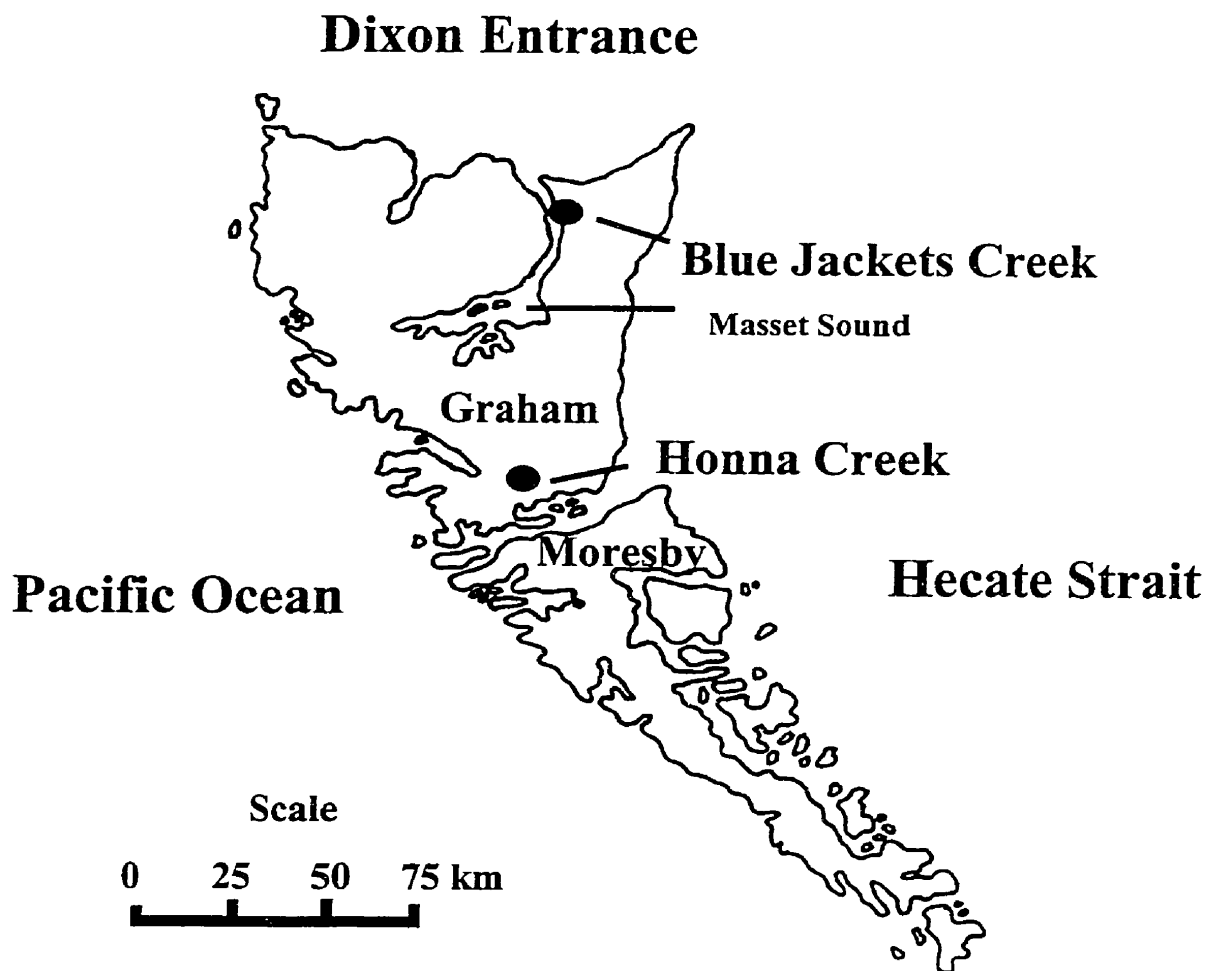 Dixon Entrance
Blue Jackets Creek
Masset Sound
Graham
Honna Creek
Moresby
Pacific Ocean
Hecate Strait
Scale
0 25 50 75 km